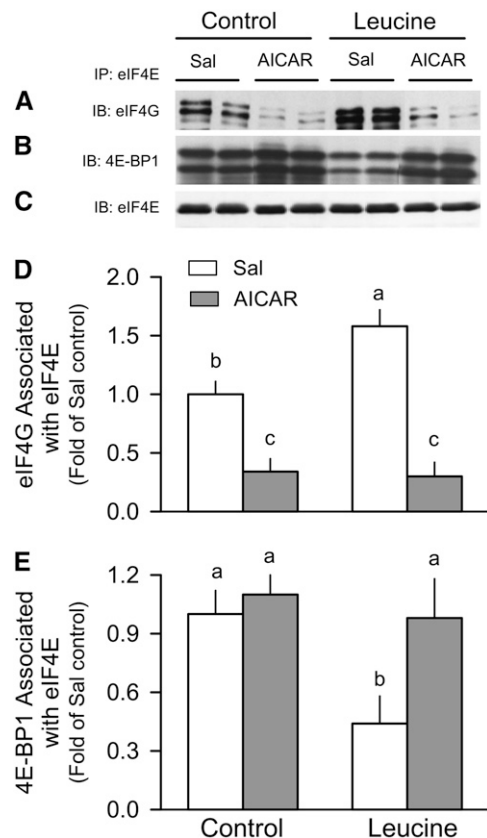 Control Leucine
IP: eIF4E Sal AICAR Sal AICAR
A IB: eIF4G
B IB: 4E-BP1
C IB: eIF4E
D
Sal
AICAR
eIF4G Associated
with eIF4E
(Fold of Sal control)
2.0
1.5
1.0
0.5
0.0
b
c
a
c
E
4E-BP1 Associated
with eIF4E
(Fold of Sal control)
1.2
0.9
0.6
0.3
0.0
a
a
b
a
Control Leucine